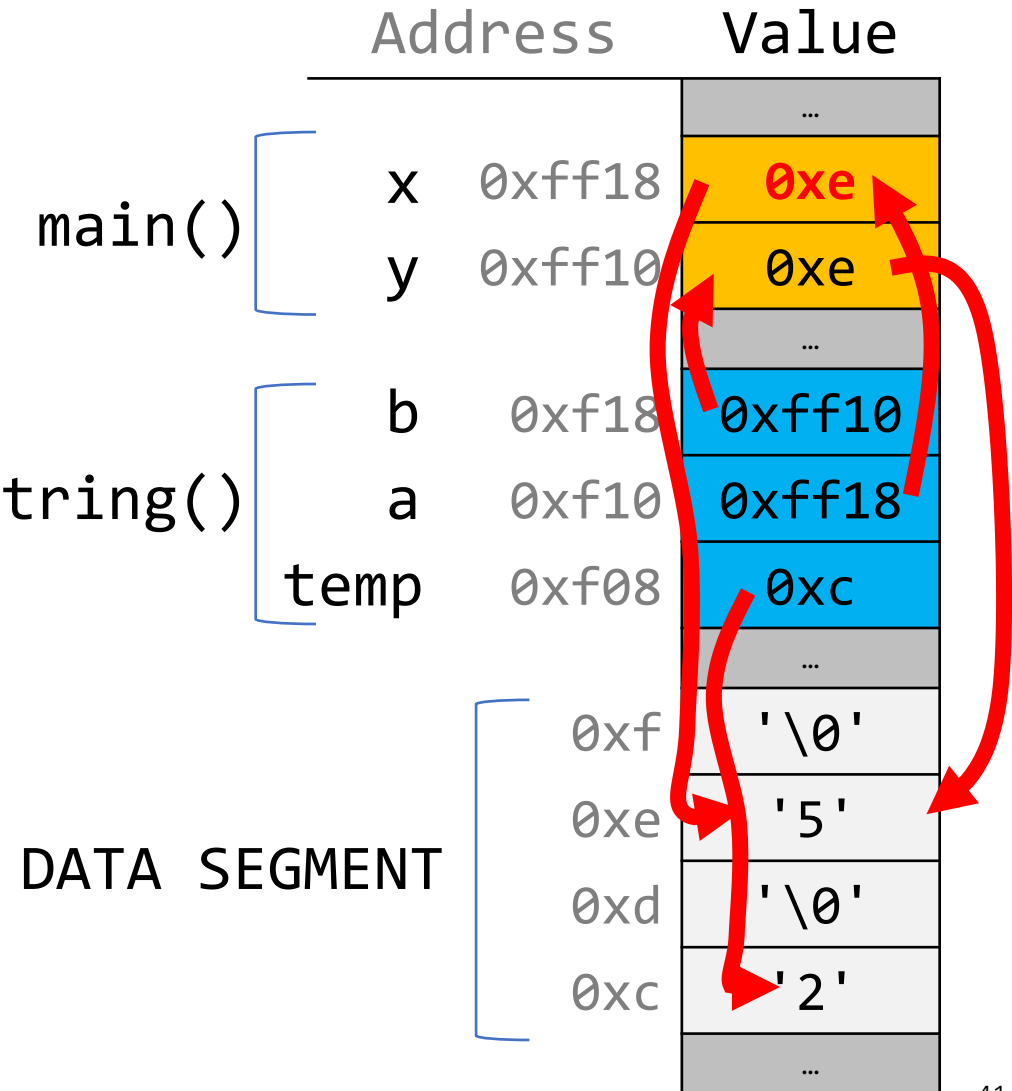 Address Value
…
x 0xff18 0xe
main()
y 0xff10 0xe
…
b 0xf18 0xff10
tring() a 0xf10 0xff18
temp 0xf08 0xc
…
0xf '\0'
0xe '5'
DATA SEGMENT
0xd '\0'
0xc '2'
…